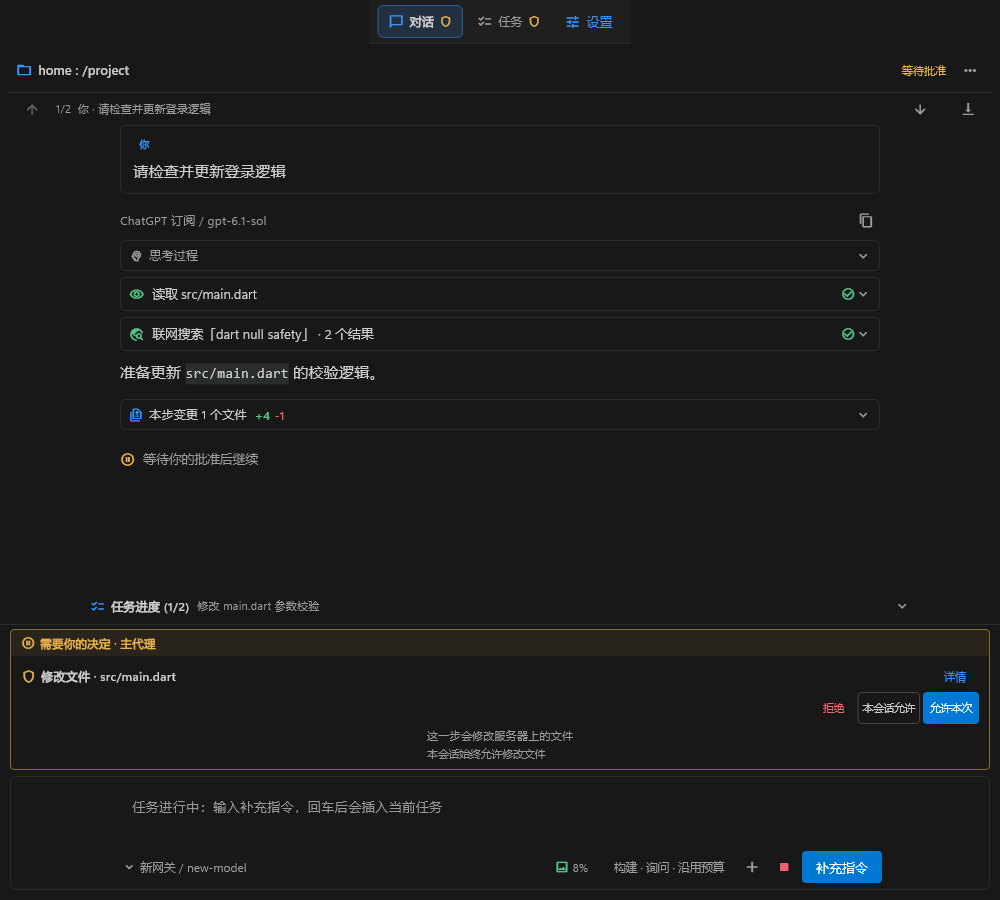 对话 任务 设置
home : /project 等待批准
1/2 你 · 请检查并更新登录逻辑
你
请检查并更新登录逻辑
ChatGPT 订阅 / gpt-6.1-sol
思考过程
读取 src/main.dart
联网搜索「dart null safety」 · 2 个结果
准备更新 src/main.dart 的校验逻辑。
本步变更 1 个文件 +4 -1
等待你的批准后继续
任务进度 (1/2) 修改 main.dart 参数校验
需要你的决定 · 主代理
修改文件 · src/main.dart 详情
拒绝 本会话允许 允许本次
这一步会修改服务器上的文件
本会话始终允许修改文件
任务进行中：输入补充指令，回车后会插入当前任务
新网关 / new-model 8% 构建 · 询问 · 沿用预算 补充指令